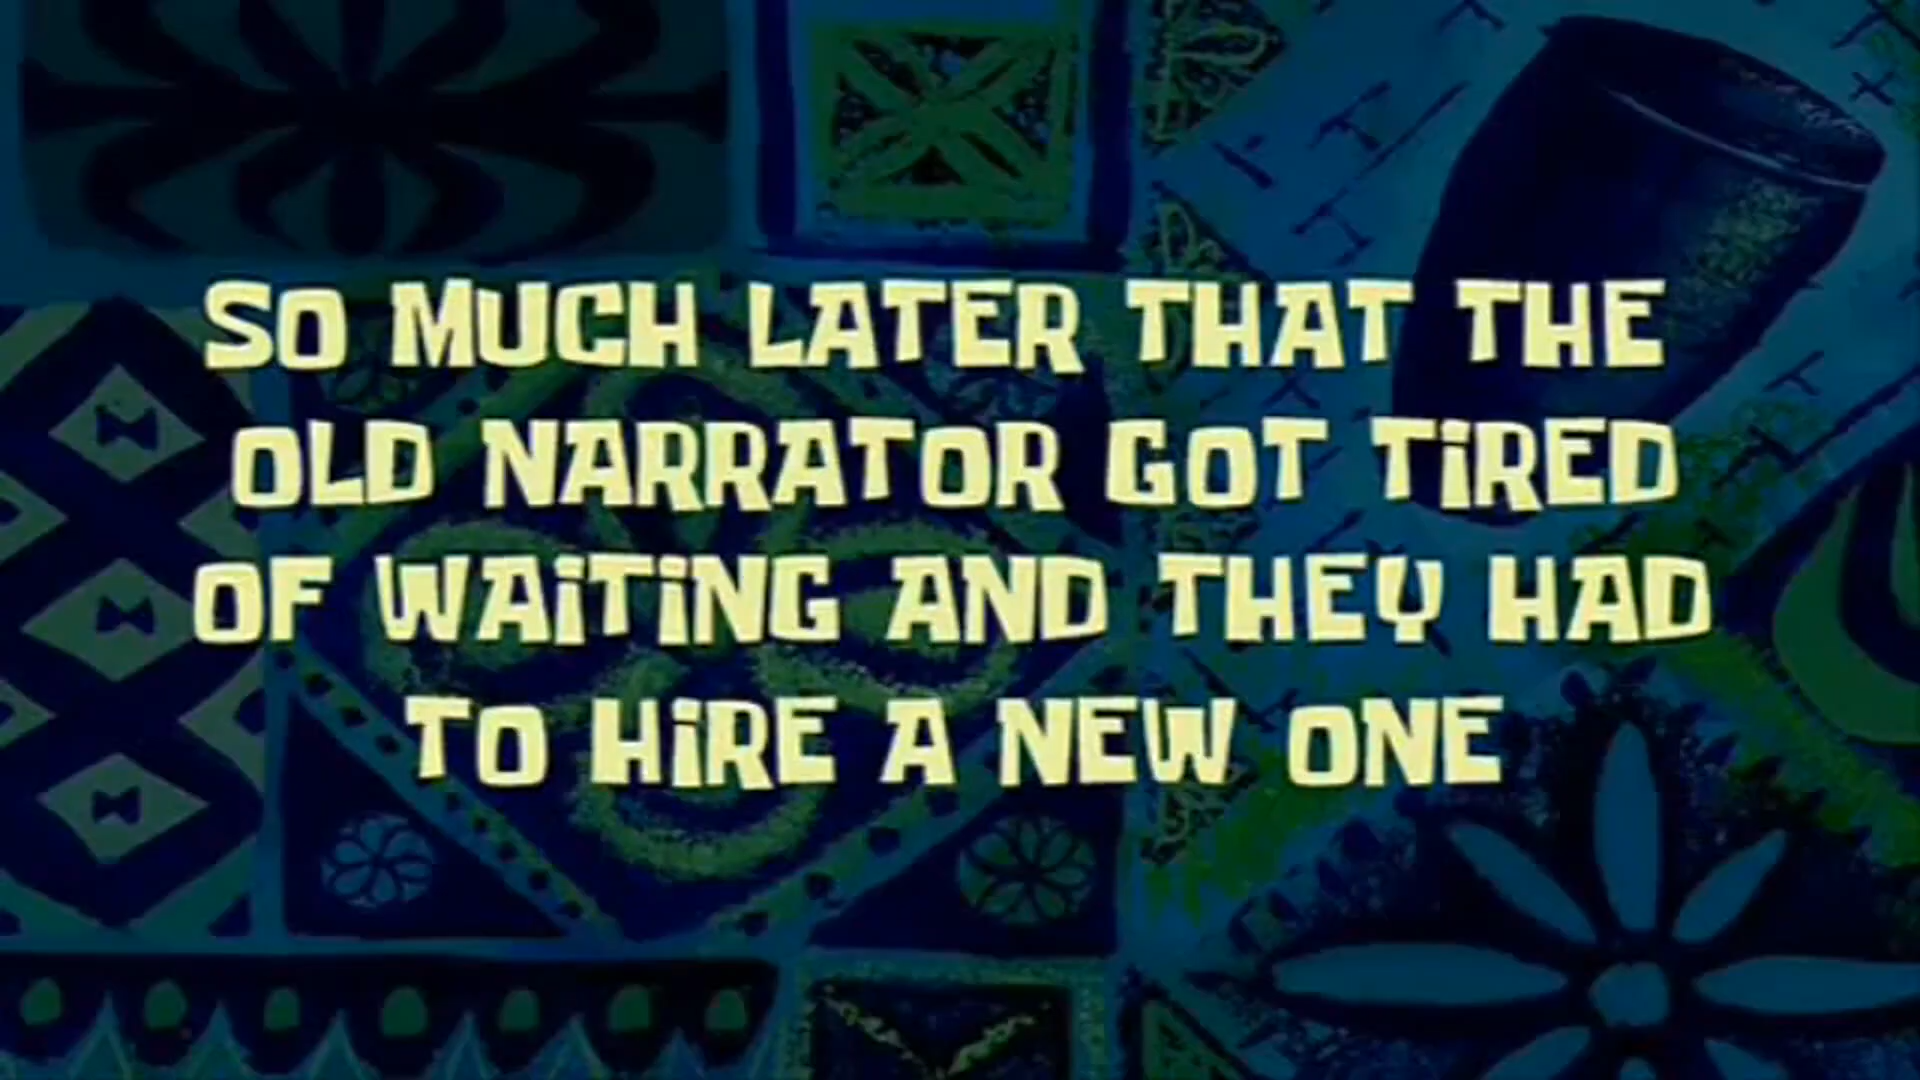 SO MUCH LATER THAT THE
OLD NARRATOR GOT TiRED
OF WAiTiNG AND THEY HAD
TO HiRE A NEW ONE